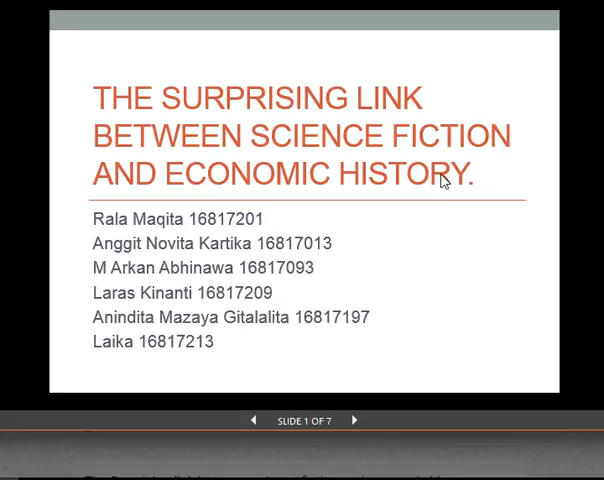 THE SURPRISING LINK
BETWEEN SCIENCE FICTION
AND ECONOMIC HISTORY.
Rala Maqita 16817201
Anggit Novita Kartika 16817013
M Arkan Abhinawa 16817093
Laras Kinanti 16817209
Anindita Mazaya Gitalalita 16817197
Laika 16817213
SLIDE 1 OF 7